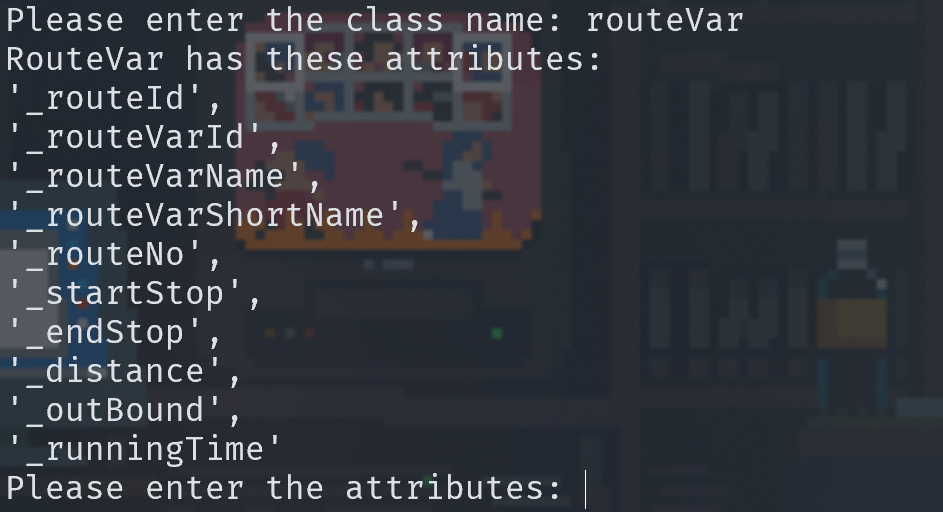 Please enter the class name: routeVar
RouteVar has these attributes:
'_routeId',
'_routeVarId',
'_routeVarName',
'_routeVarShortName',
'_routeNo',
'_startStop',
'_endStop',
'_distance',
'_outBound',
'_runningTime'
Please enter the attributes: